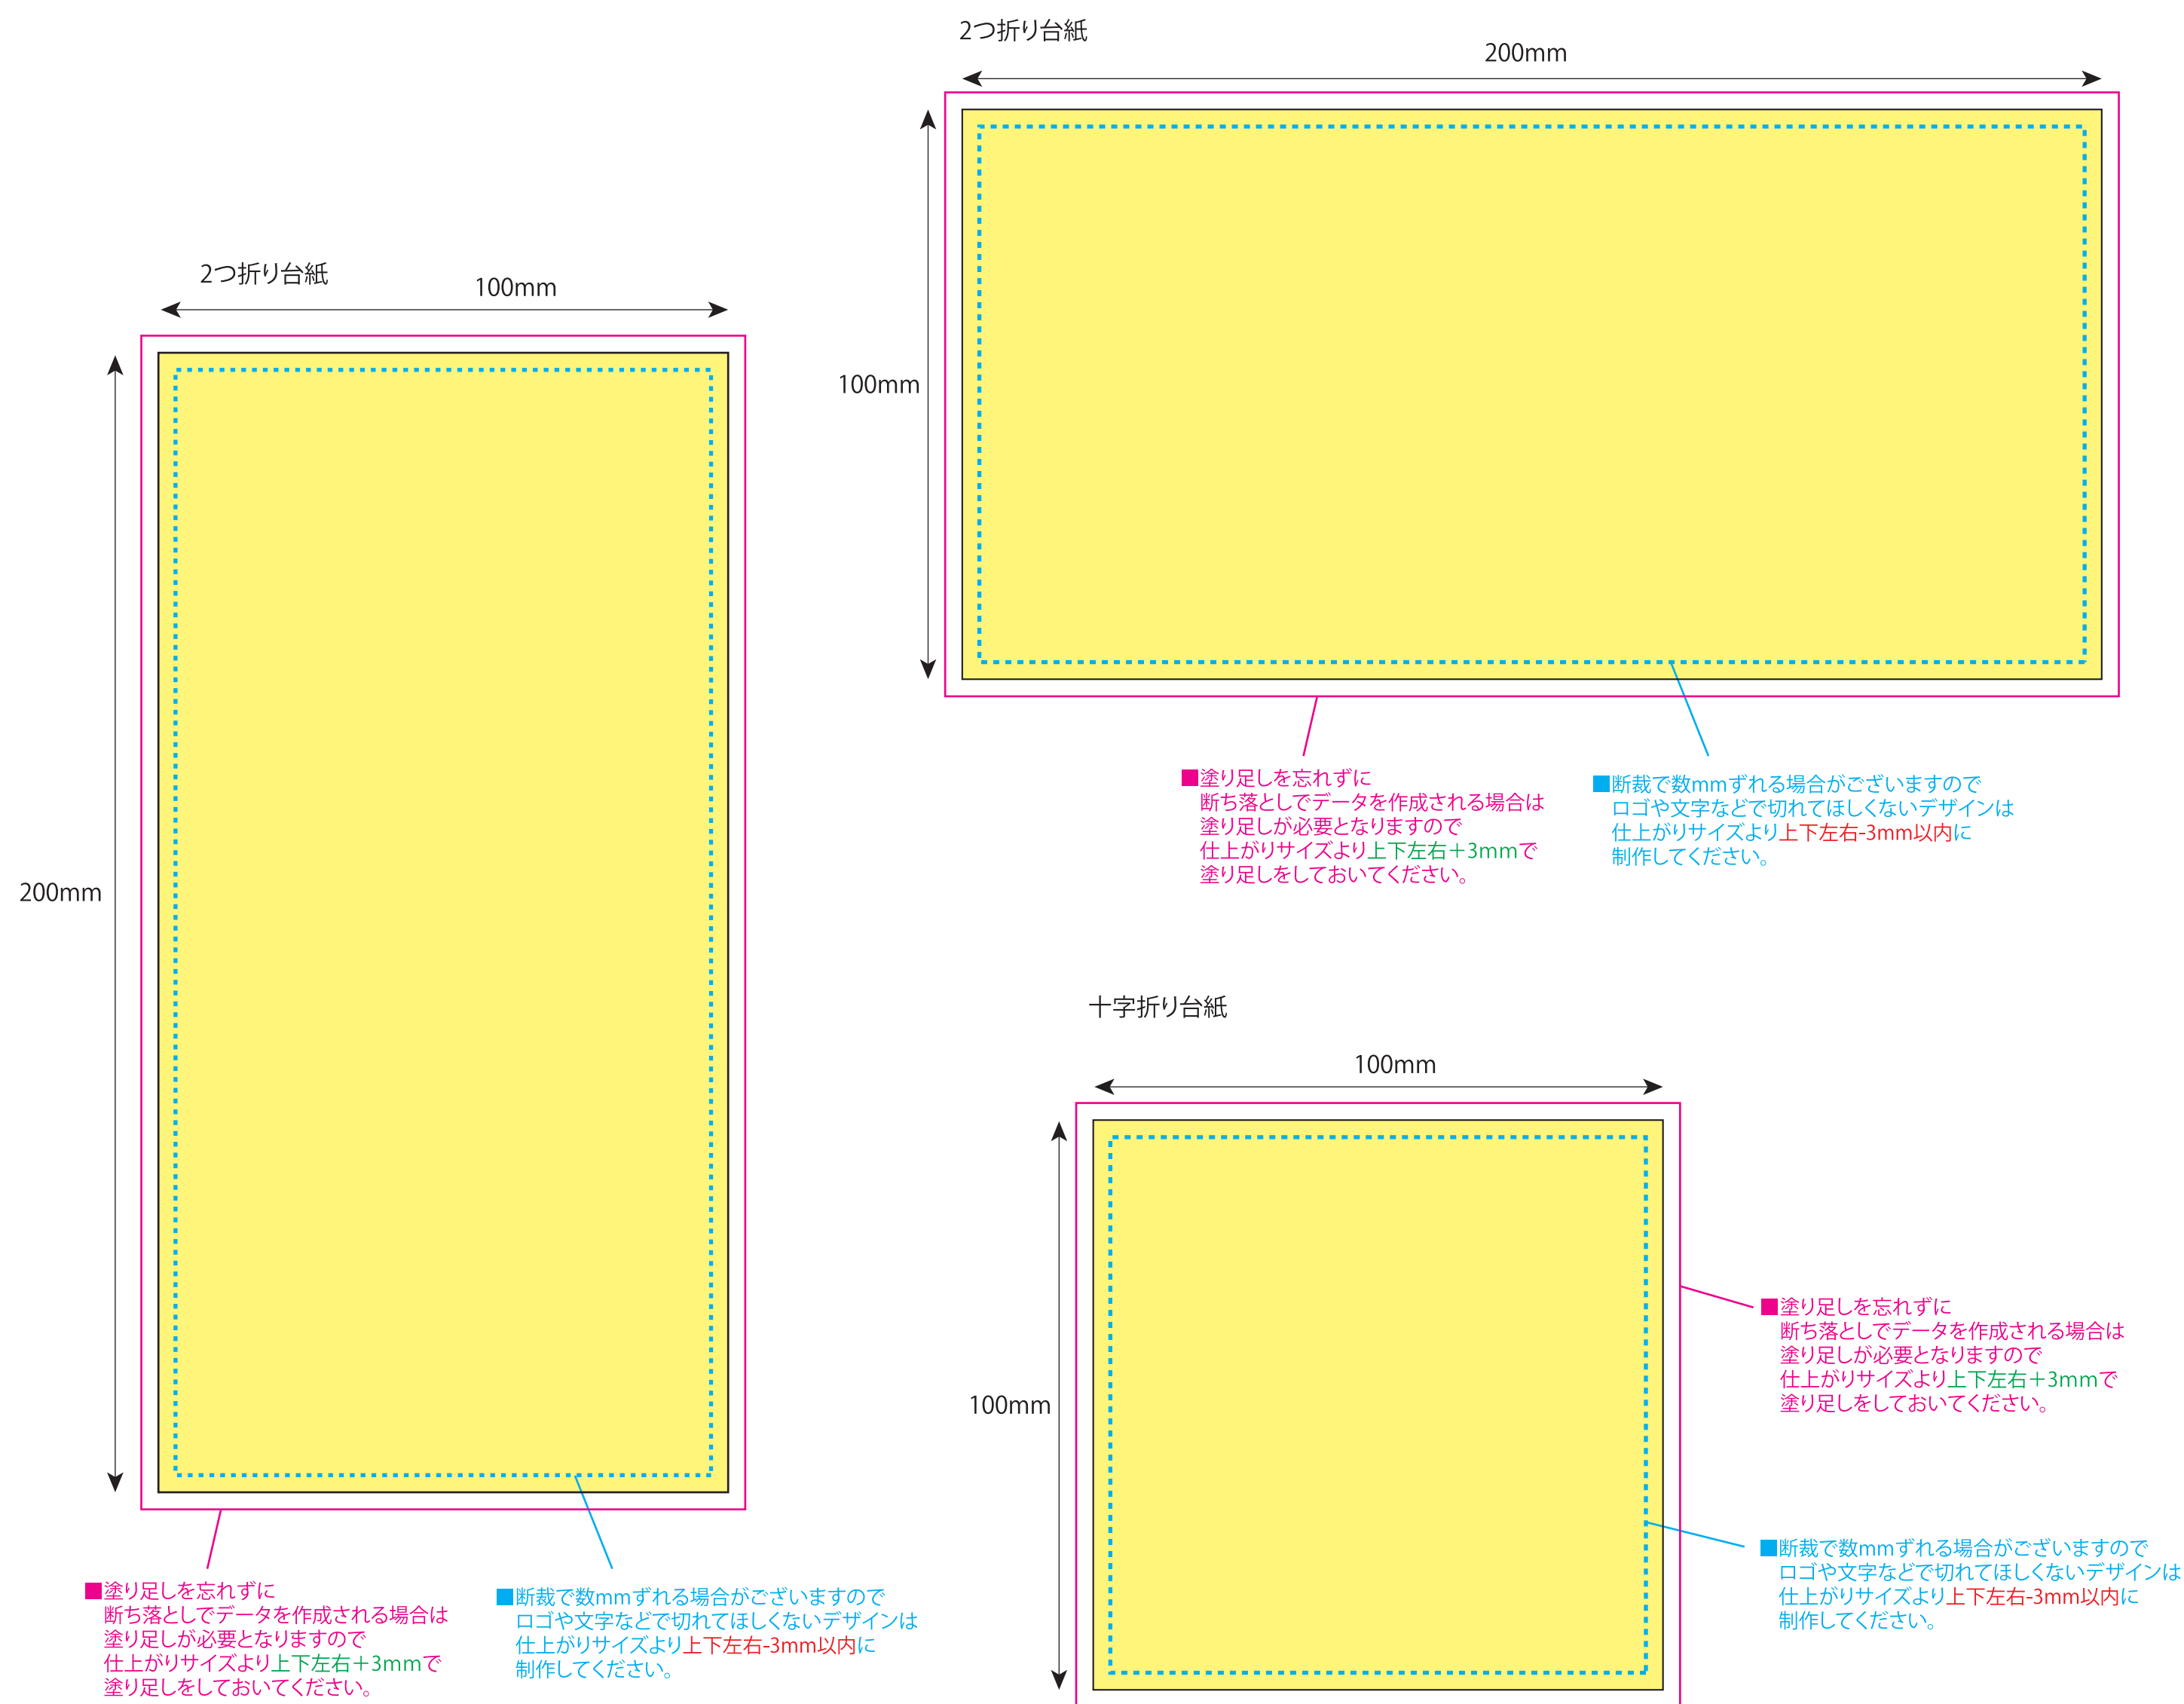 2つ折り台紙
100mm
200mm
■塗り足しを忘れずに
断ち落としでデータを作成される場合は
塗り足しが必要となりますので
仕上がりサイズより上下左右＋3mmで
塗り足しをしておいてください。
■断裁で数mmずれる場合がございますので
ロゴや文字などで切れてほしくないデザインは
仕上がりサイズより上下左右-3mm以内に
制作してください。
2つ折り台紙
200mm
100mm
■塗り足しを忘れずに
断ち落としでデータを作成される場合は
塗り足しが必要となりますので
仕上がりサイズより上下左右＋3mmで
塗り足しをしておいてください。
■断裁で数mmずれる場合がございますので
ロゴや文字などで切れてほしくないデザインは
仕上がりサイズより上下左右-3mm以内に
制作してください。
十字折り台紙
100mm
100mm
■塗り足しを忘れずに
断ち落としでデータを作成される場合は
塗り足しが必要となりますので
仕上がりサイズより上下左右＋3mmで
塗り足しをしておいてください。
■断裁で数mmずれる場合がございますので
ロゴや文字などで切れてほしくないデザインは
仕上がりサイズより上下左右-3mm以内に
制作してください。